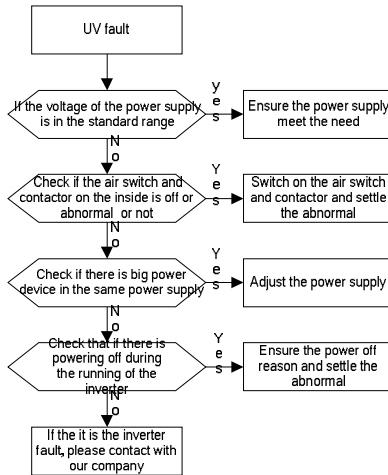 UV fault
If the voltage of the power supply
is in the standard range
yes
Ensure the power supply
meet the need
No
Check if the air switch and
contactor on the inside is off or
abnormal or not
Yes
Switch on the air switch
and contactor and settle
the abnormal
No
Check if there is big power
device in the same power supply
Yes
Adjust the power supply
No
Check that if there is
powering off during
the running of the
inverter
Yes
Ensure the power off
reason and settle the
abnormal
No
If the it is the inverter
fault, please contact with
our company